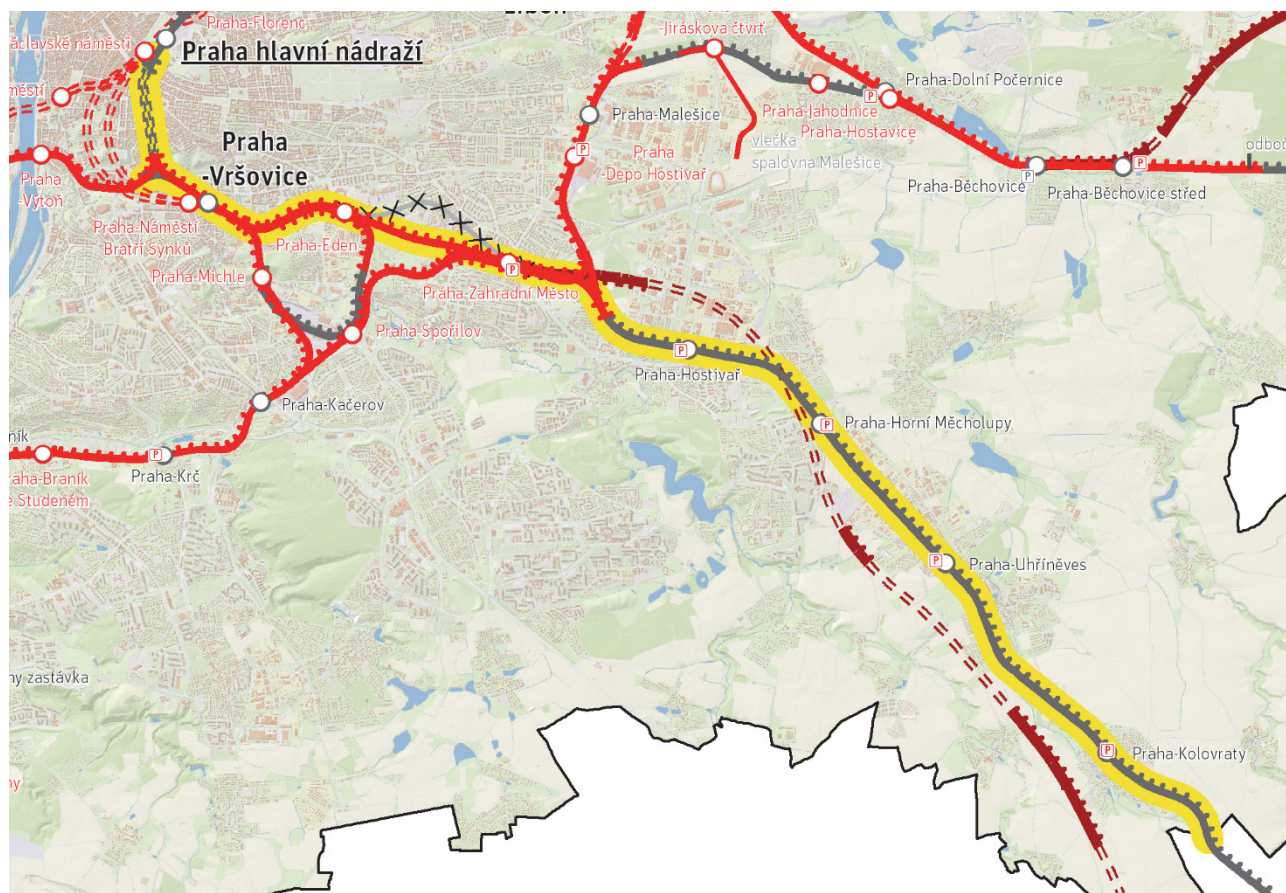 Praha-Florenc
Václavské náměstí
Praha hlavní nádraží
Praha
-Vršovice
Praha
-Výtoň
Praha-Náměstí
Bratří Synků
Praha-Eden
Praha-Michle
Praha-Zahradní Město
Praha-Spořilov
Praha-Kačerov
Praha-Krč
Praha-Braník
Studeném
zastávka
-Jiráskova čtvrť
Praha-Malešice
P
Praha
-Depo Hostivař
vlečka
spalovna Malešice
Praha-Jahodnice
P
Praha-Dolní Počernice
Praha-Hostavice
Praha-Běchovice
P
P
Praha-Běchovice střed
P
P
Praha-Hostivař
P
Praha-Horní Měcholupy
P
Praha-Uhříněves
P
Praha-Kolovraty
P